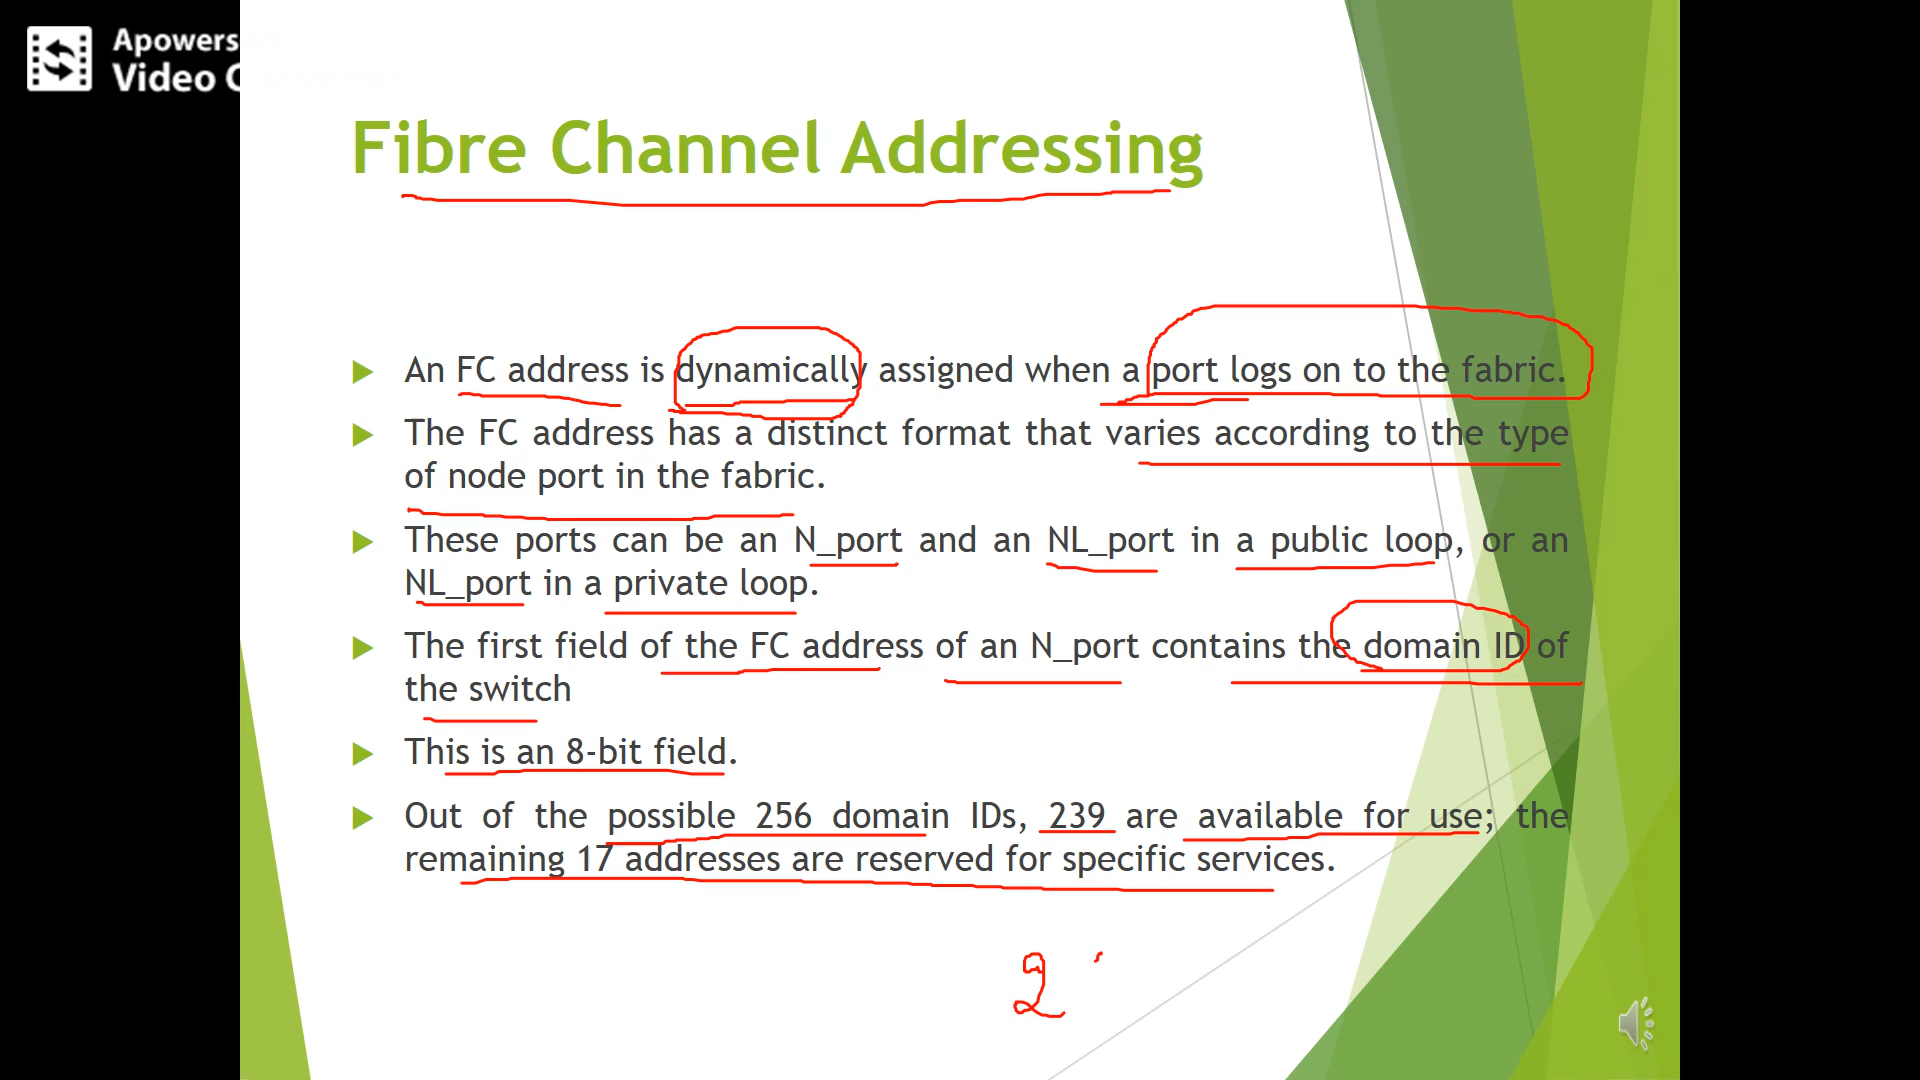 Apowers
Video C
Fibre Channel Addressing
An FC address is dynamically assigned when a port logs on to the fabric.
The FC address has a distinct format that varies according to the type
of node port in the fabric.
These ports can be an N_port and an NL_port in a public loop, or an
NL_port in a private loop.
The first field of the FC address of an N_port contains the domain ID of
the switch
This is an 8-bit field.
Out of the possible 256 domain IDs, 239 are available for use; the
remaining 17 addresses are reserved for specific services.
2